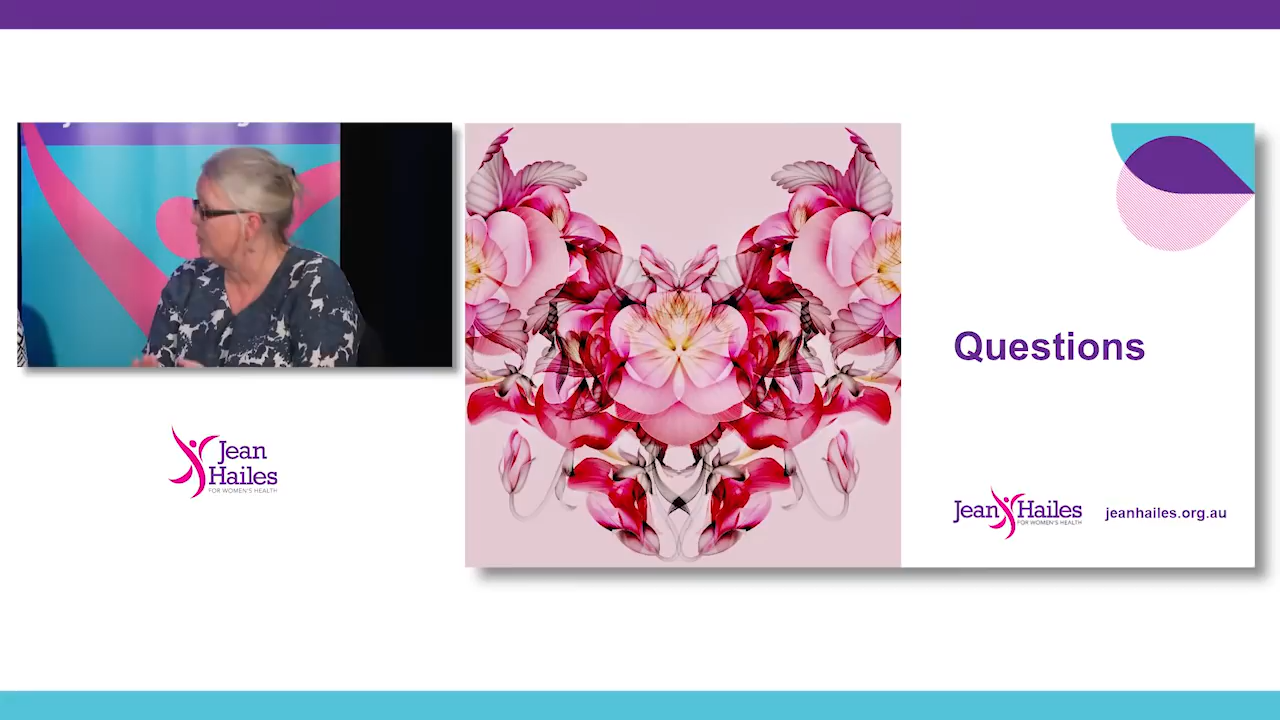 Jean
Hailes
FOR WOMEN'S HEALTH
Questions
Jean Hailes
FOR WOMEN'S HEALTH
jeanhailes.org.au